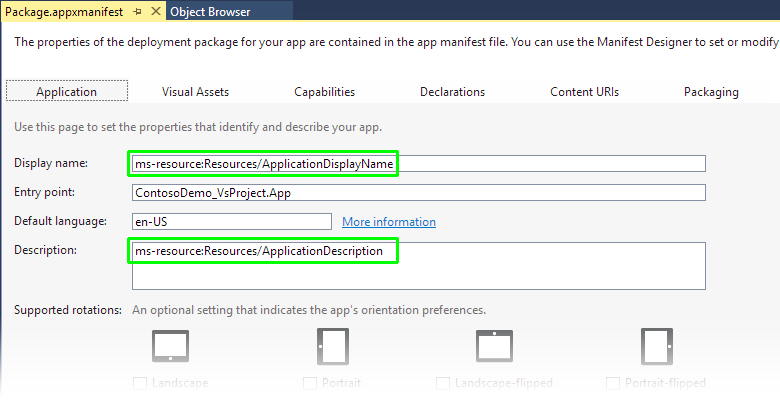 Package.appxmanifest Object Browser
The properties of the deployment package for your app are contained in the app manifest file. You can use the Manifest Designer to set or modify
Application Visual Assets Capabilities Declarations Content URIs Packaging
Use this page to set the properties that identify and describe your app.
Display name: ms-resource:Resources/ApplicationDisplayName
Entry point: ContosoDemo_VsProject.App
Default language: en-US More information
Description: ms-resource:Resources/ApplicationDescription
Supported rotations: An optional setting that indicates the app's orientation preferences.
Landscape Portrait Landscape-flipped Portrait-flipped